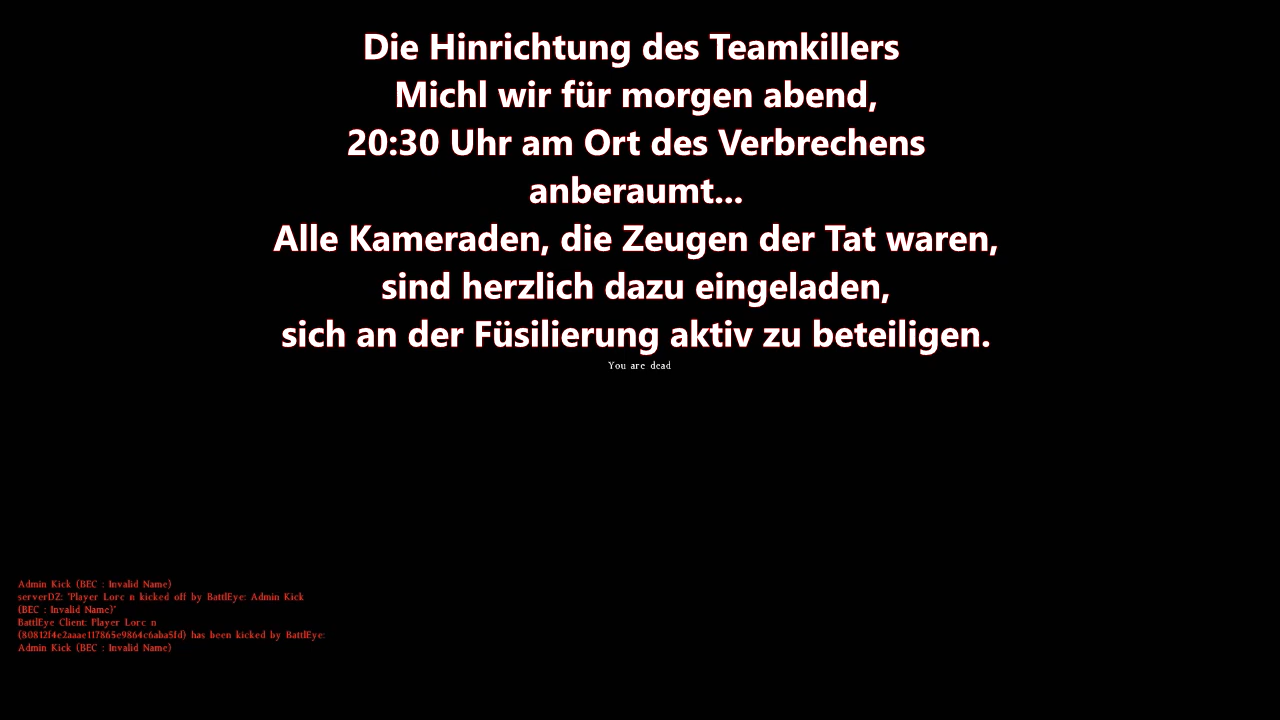 Die Hinrichtung des Teamkillers
Michl wir für morgen abend,
20:30 Uhr am Ort des Verbrechens
anberaumt...
Alle Kameraden, die Zeugen der Tat waren,
sind herzlich dazu eingeladen,
sich an der Füsilierung aktiv zu beteiligen.
You are dead
Admin Kick (BEC : Invalid Name)
serverDZ: 'Player Lorc n kicked off by BattlEye: Admin Kick
(BEC : Invalid Name)'
BattlEye Client: Player Lorc n
(80812f4e2aaae117865e9864c6aba5fd) has been kicked by BattlEye:
Admin Kick (BEC : Invalid Name)